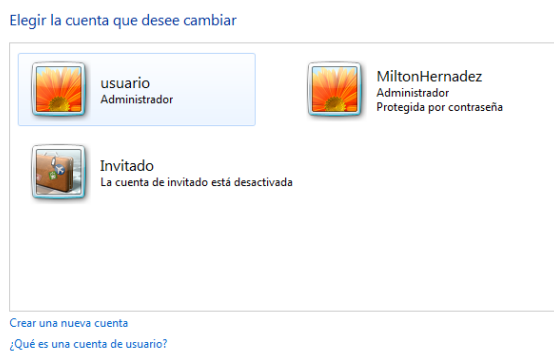 Elegir la cuenta que desee cambiar
usuario
Administrador
MiltonHernadez
Administrador
Protegida por contraseña
Invitado
La cuenta de invitado está desactivada
Crear una nueva cuenta
¿Qué es una cuenta de usuario?